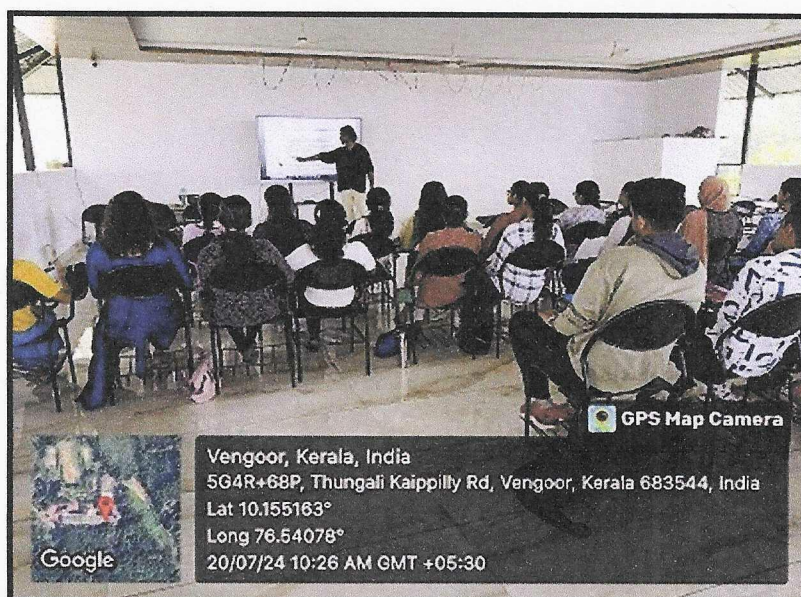 GPS Map Camera
Vengoor, Kerala, India
5G4R+68P, Thungali Kaippilly Rd, Vengoor, Kerala 683544, India
Lat 10.155163°
Long 76.54078°
20/07/24 10:26 AM GMT +05:30
Google